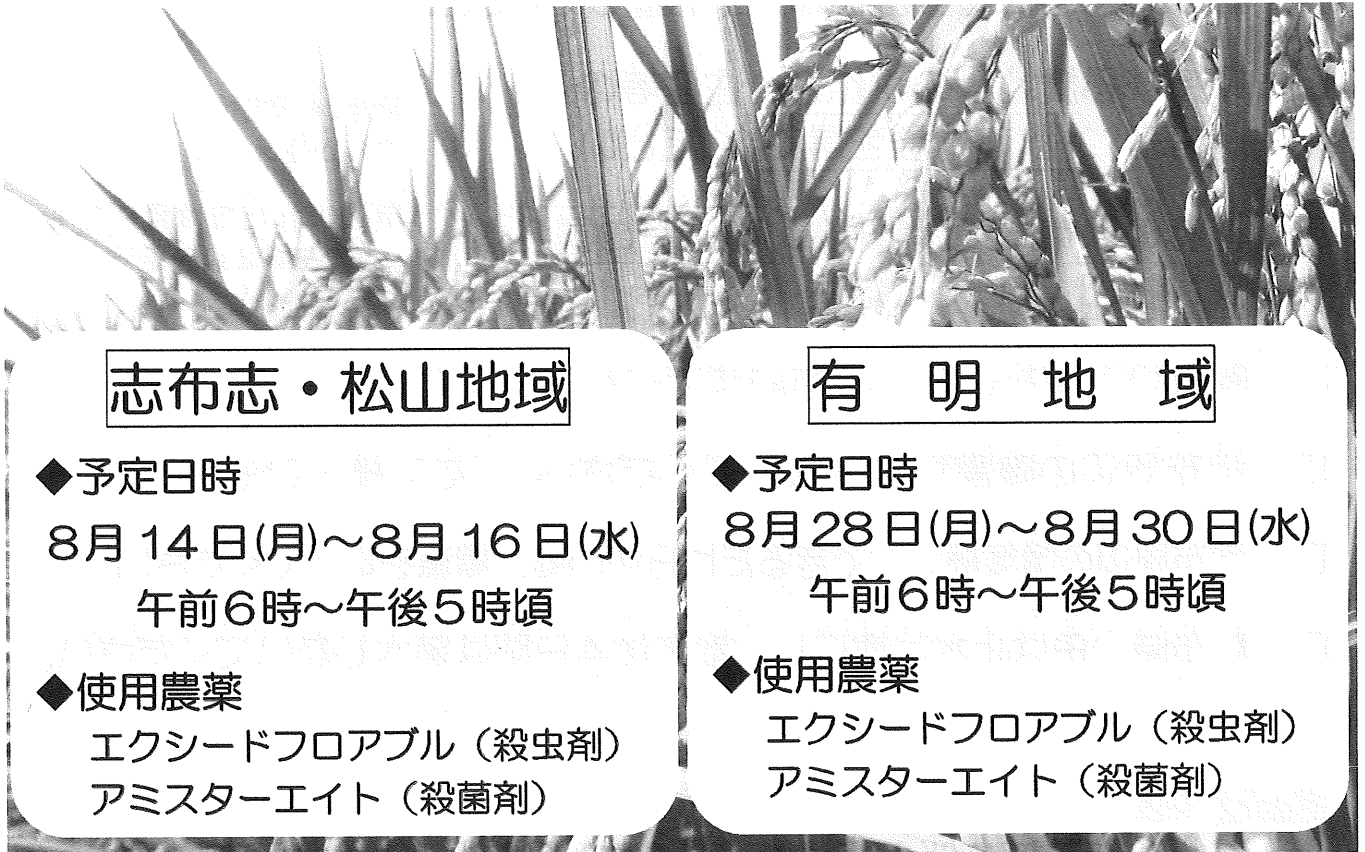 志布志・松山地域
◆予定日時
8月14日(月)～8月16日(水)
午前6時～午後5時頃
◆使用農薬
エクシードフロアブル（殺虫剤）
アミスターエイト（殺菌剤）
有明地域
◆予定日時
8月28日(月)～8月30日(水)
午前6時～午後5時頃
◆使用農薬
エクシードフロアブル（殺虫剤）
アミスターエイト（殺菌剤）